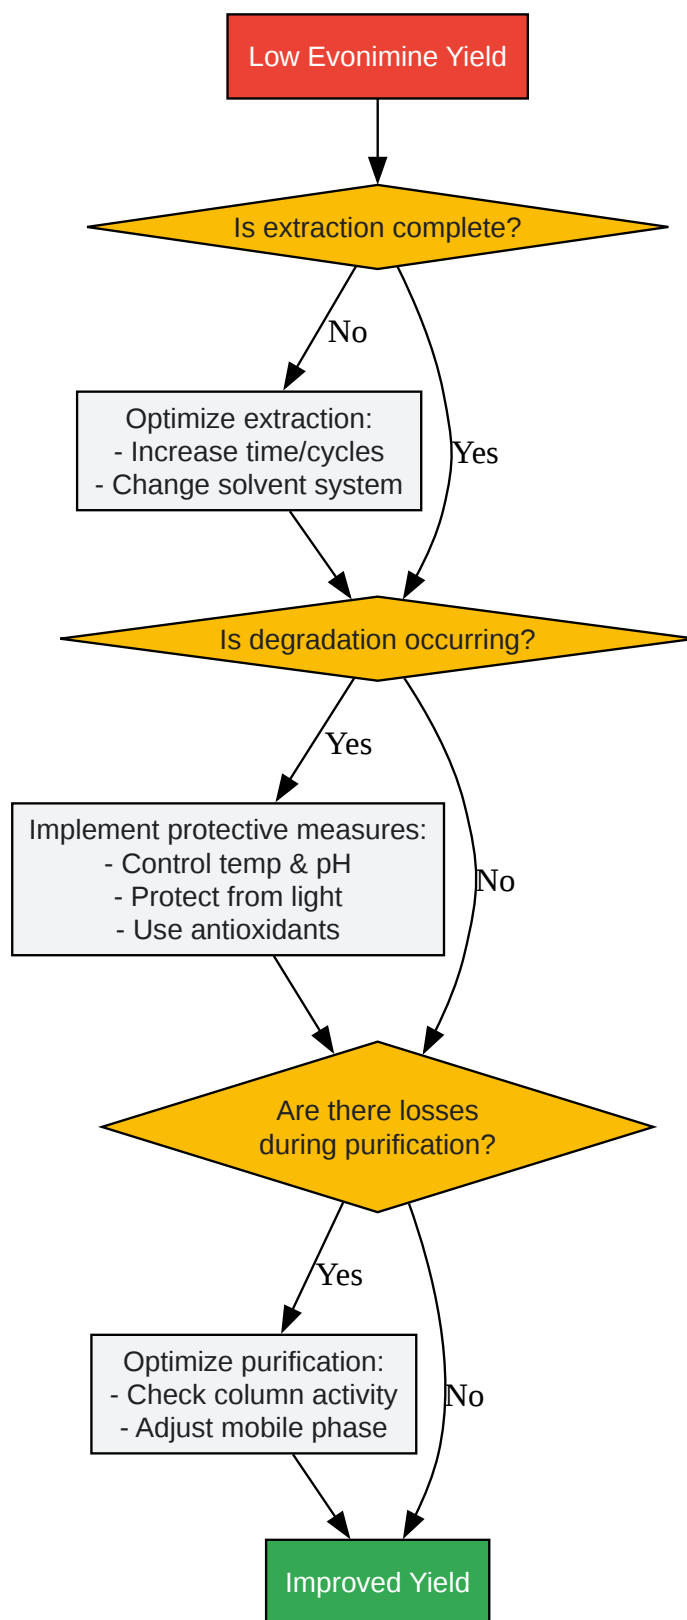 Low Evonimine Yield
Is extraction complete?
No
Optimize extraction:
- Increase time/cycles
- Change solvent system
Yes
Is degradation occurring?
Yes
Implement protective measures:
- Control temp & pH
- Protect from light
- Use antioxidants
No
Are there losses
during purification?
Yes
Optimize purification:
- Check column activity
- Adjust mobile phase
No
Improved Yield